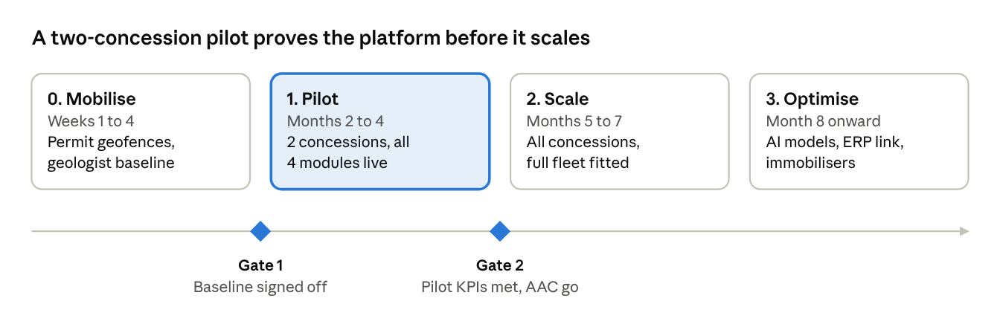 A two-concession pilot proves the platform before it scales
0. Mobilise
Weeks 1 to 4
Permit geofences,
geologist baseline
1. Pilot
Months 2 to 4
2 concessions, all
4 modules live
2. Scale
Months 5 to 7
All concessions,
full fleet fitted
3. Optimise
Month 8 onward
AI models, ERP link,
immobilisers
Gate 1
Baseline signed off
Gate 2
Pilot KPIs met, AAC go